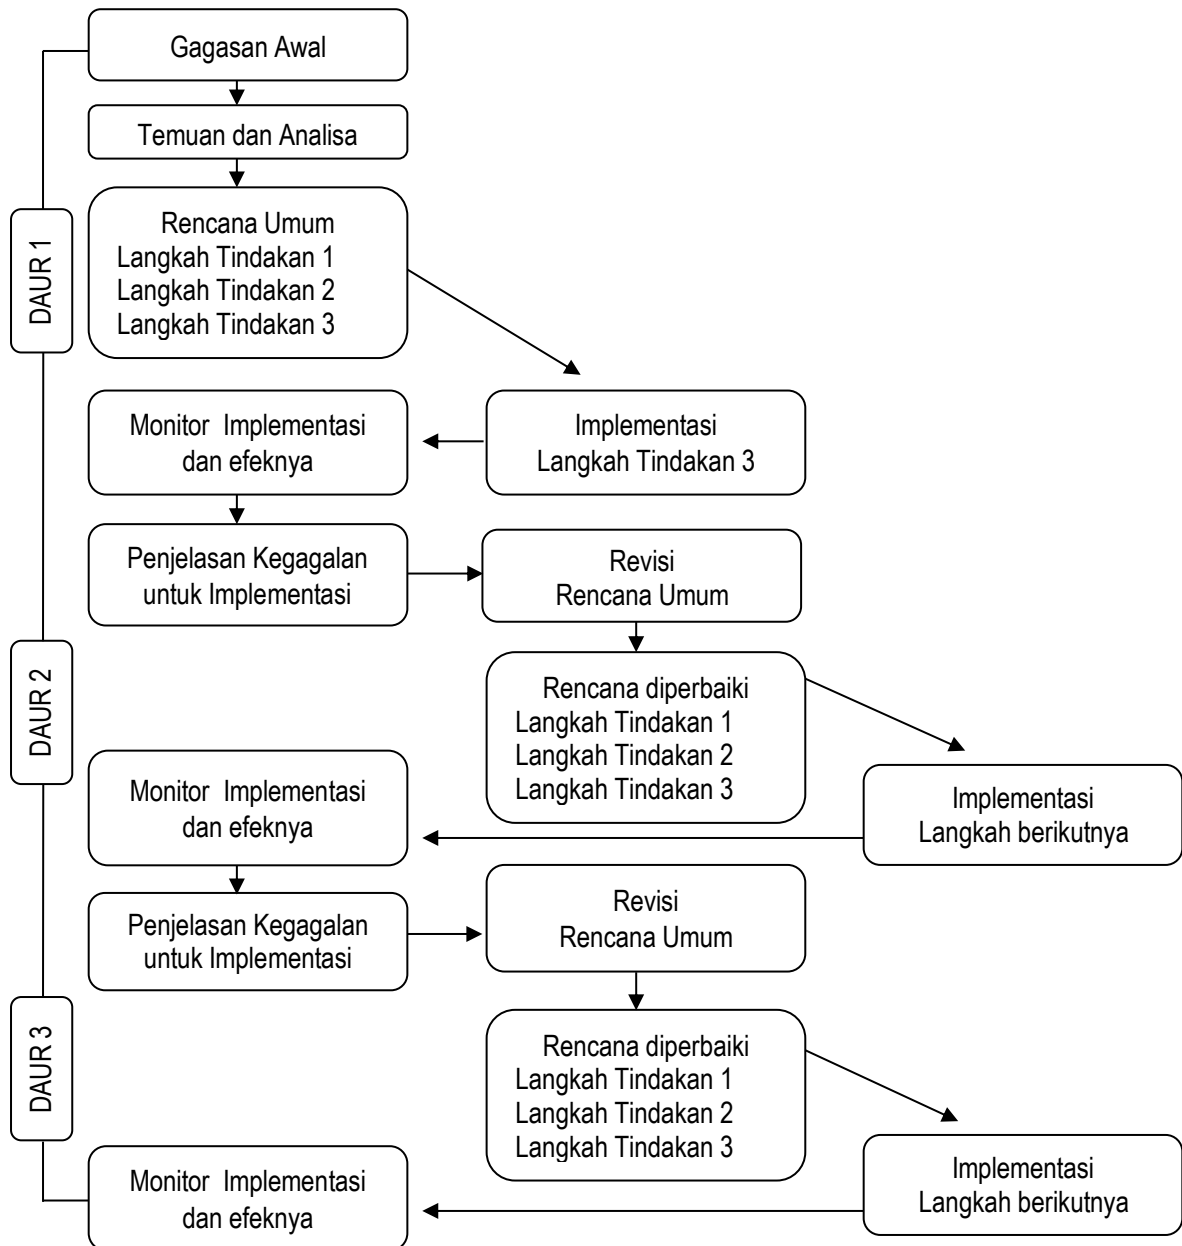 Gagasan Awal
Temuan dan Analisa
DAUR 1
Rencana Umum
Langkah Tindakan 1
Langkah Tindakan 2
Langkah Tindakan 3
Monitor Implementasi
dan efeknya
Implementasi
Langkah Tindakan 3
Penjelasan Kegagalan
untuk Implementasi
Revisi
Rencana Umum
DAUR 2
Rencana diperbaiki
Langkah Tindakan 1
Langkah Tindakan 2
Langkah Tindakan 3
Monitor Implementasi
dan efeknya
Implementasi
Langkah berikutnya
Penjelasan Kegagalan
untuk Implementasi
Revisi
Rencana Umum
DAUR 3
Rencana diperbaiki
Langkah Tindakan 1
Langkah Tindakan 2
Langkah Tindakan 3
Monitor Implementasi
dan efeknya
Implementasi
Langkah berikutnya